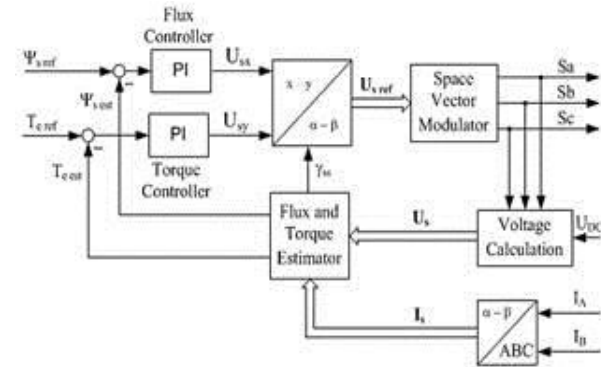 Flux
Controller
Ψs ref
PI
Usx
x - y
α - β
Us ref
Space
Vector
Modulator
Sa
Sb
Sc
Ψs est
Te ref
PI
Usy
Te est
Torque
Controller
γss
Flux and
Torque
Estimator
Us
Voltage
Calculation
UDC
Is
α - β
ABC
IA
IB